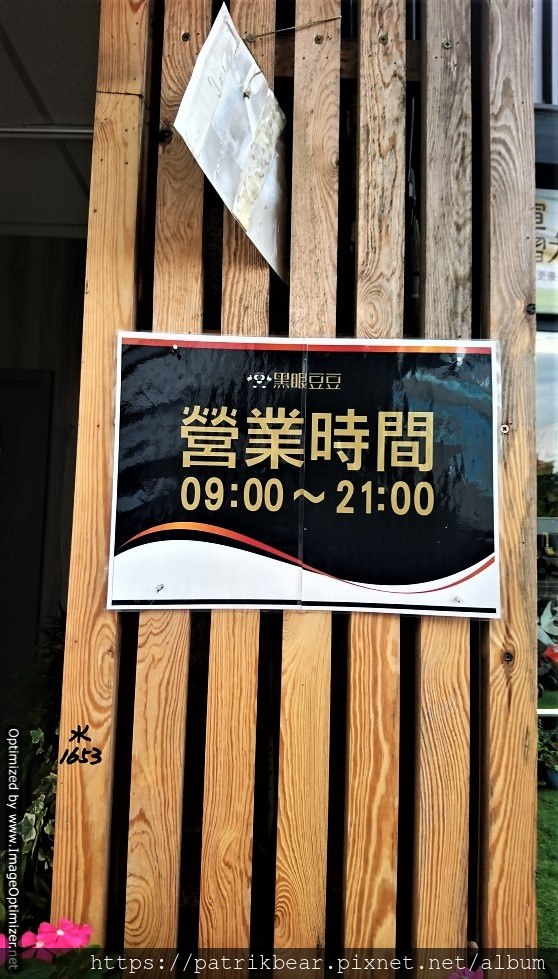 黑眼豆豆
營業時間
09:00～21:00
水
1653
Optimized by www.ImageOptimizer.net
https://patrikbear.pixnet.net/album